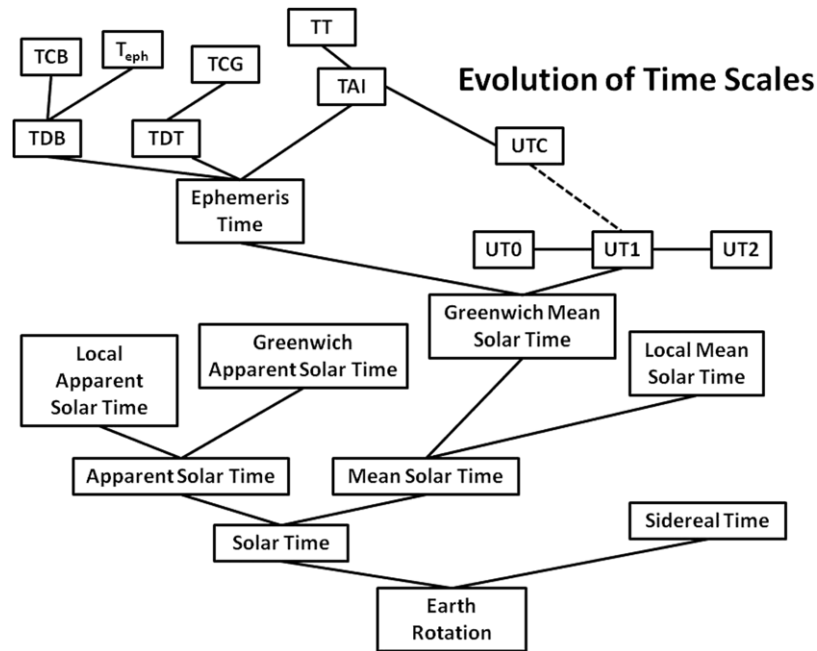 TT
TCB
Teph
TCG
TAI
Evolution of Time Scales
TDB
TDT
UTC
Ephemeris
Time
UT0
UT1
UT2
Greenwich Mean
Solar Time
Local
Apparent
Solar Time
Greenwich
Apparent Solar Time
Local Mean
Solar Time
Apparent Solar Time
Mean Solar Time
Solar Time
Sidereal Time
Earth
Rotation